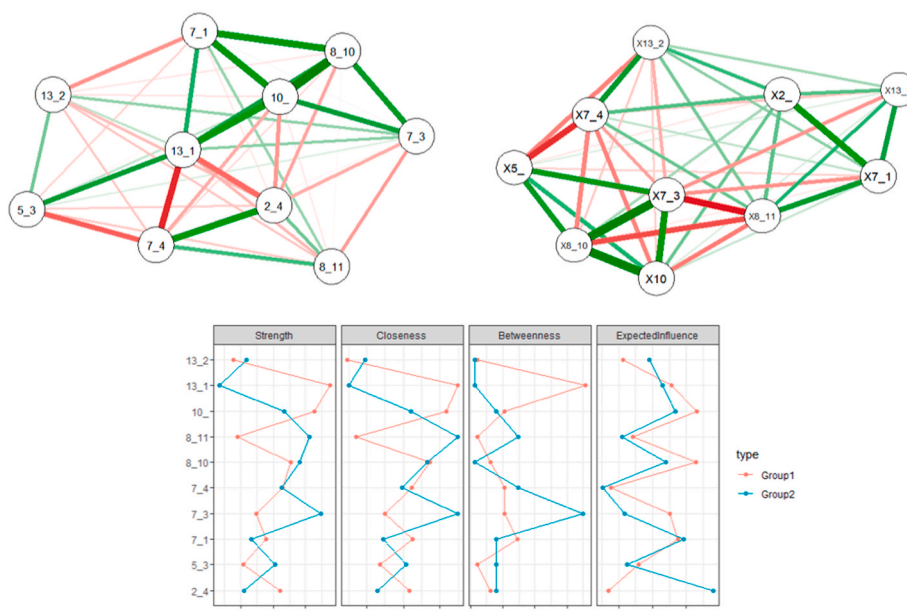 7_1
8_10
13_2
10_
7_3
13_1
5_3
2_4
7_4
8_11
X13_2
X13_
X2_
X7_4
X5_
X7_1
X7_3
X8_11
X8_10
X10
Strength Closeness Betweenness ExpectedInfluence
13_2
13_1
10_
8_11
8_10
7_4
7_3
7_1
5_3
2_4
type
Group1
Group2